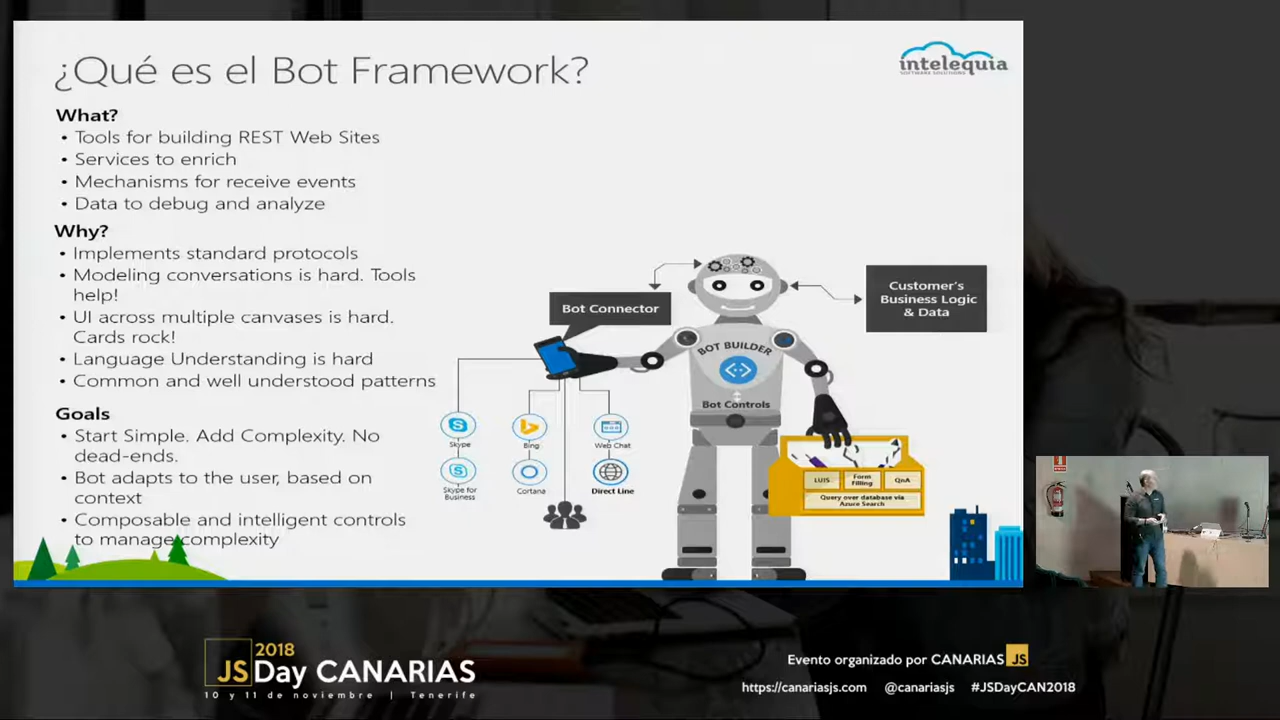 ¿Qué es el Bot Framework?
intelequia
SOFTWARE SOLUTIONS
What?
• Tools for building REST Web Sites
• Services to enrich
• Mechanisms for receive events
• Data to debug and analyze
Why?
• Implements standard protocols
• Modeling conversations is hard. Tools
help!
• UI across multiple canvases is hard.
Cards rock!
• Language Understanding is hard
• Common and well understood patterns
Goals
• Start Simple. Add Complexity. No
dead-ends.
• Bot adapts to the user, based on
context
• Composable and intelligent controls
to manage complexity
Bot Connector
Customer's
Business Logic
& Data
BOT BUILDER
Bot Controls
Skype
Bing
Web Chat
Skype for
Business
Cortana
Direct Line
LUIS
Form
Filling
QnA
Query over database via
Azure Search
2018
JSDay CANARIAS
10 y 11 de noviembre | Tenerife
Evento organizado por CANARIAS JS
https://canariasjs.com @canariasjs #JSDayCAN2018